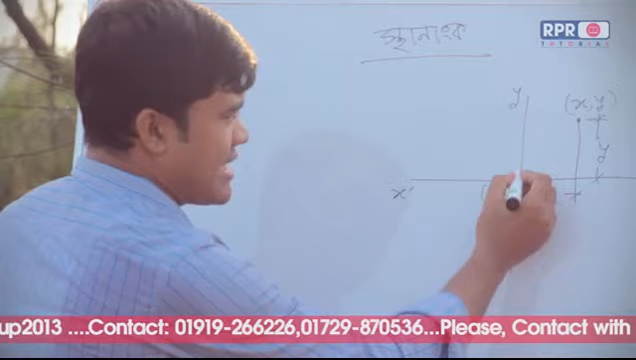 স্থানাংক
RPR
TUTORIAL
y
(x,y)
y
x'
up2013 ....Contact: 01919-266226,01729-870536...Please, Contact with